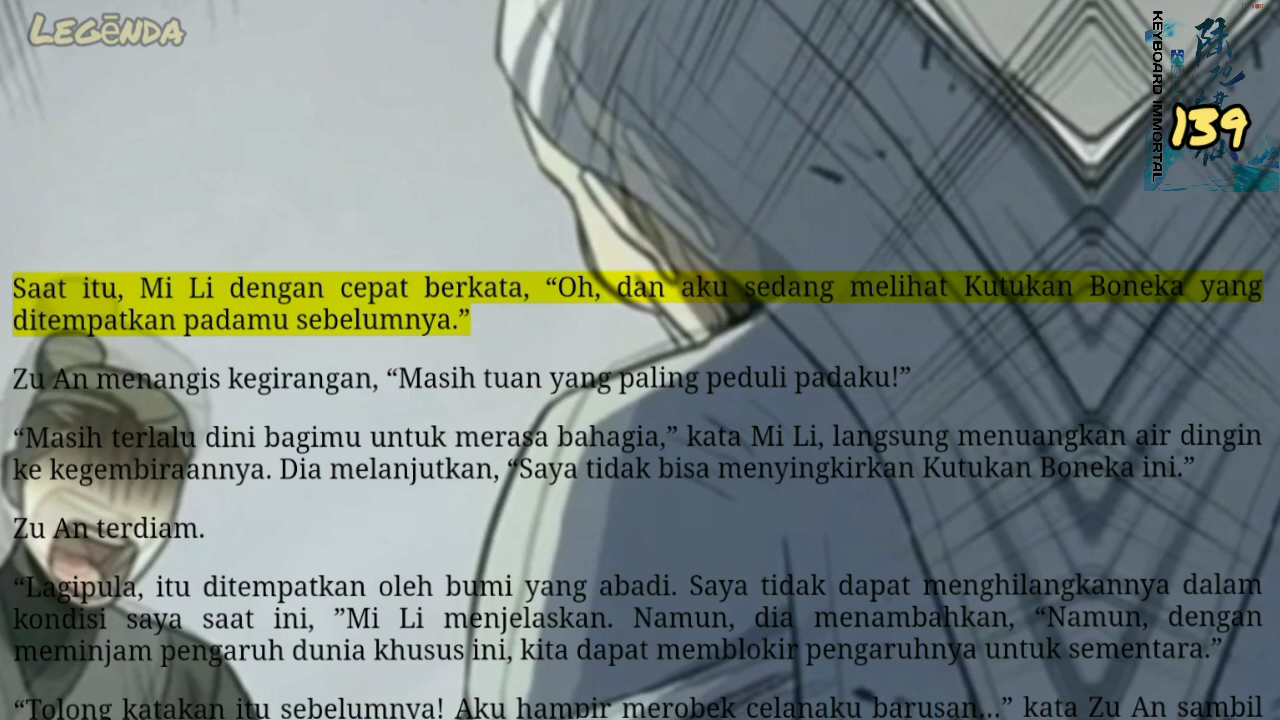 LEGĒNDA
KEYBOARD IMMORTAL
139
Saat itu, Mi Li dengan cepat berkata, “Oh, dan aku sedang melihat Kutukan Boneka yang
ditempatkan padamu sebelumnya.”
Zu An menangis kegirangan, “Masih tuan yang paling peduli padaku!”
“Masih terlalu dini bagimu untuk merasa bahagia,” kata Mi Li, langsung menuangkan air dingin
ke kegembiraannya. Dia melanjutkan, “Saya tidak bisa menyingkirkan Kutukan Boneka ini.”
Zu An terdiam.
“Lagipula, itu ditempatkan oleh bumi yang abadi. Saya tidak dapat menghilangkannya dalam
kondisi saya saat ini, ”Mi Li menjelaskan. Namun, dia menambahkan, “Namun, dengan
meminjam pengaruh dunia khusus ini, kita dapat memblokir pengaruhnya untuk sementara.”
“Tolong katakan itu sebelumnya! Aku hampir merobek celanaku barusan...” kata Zu An sambil